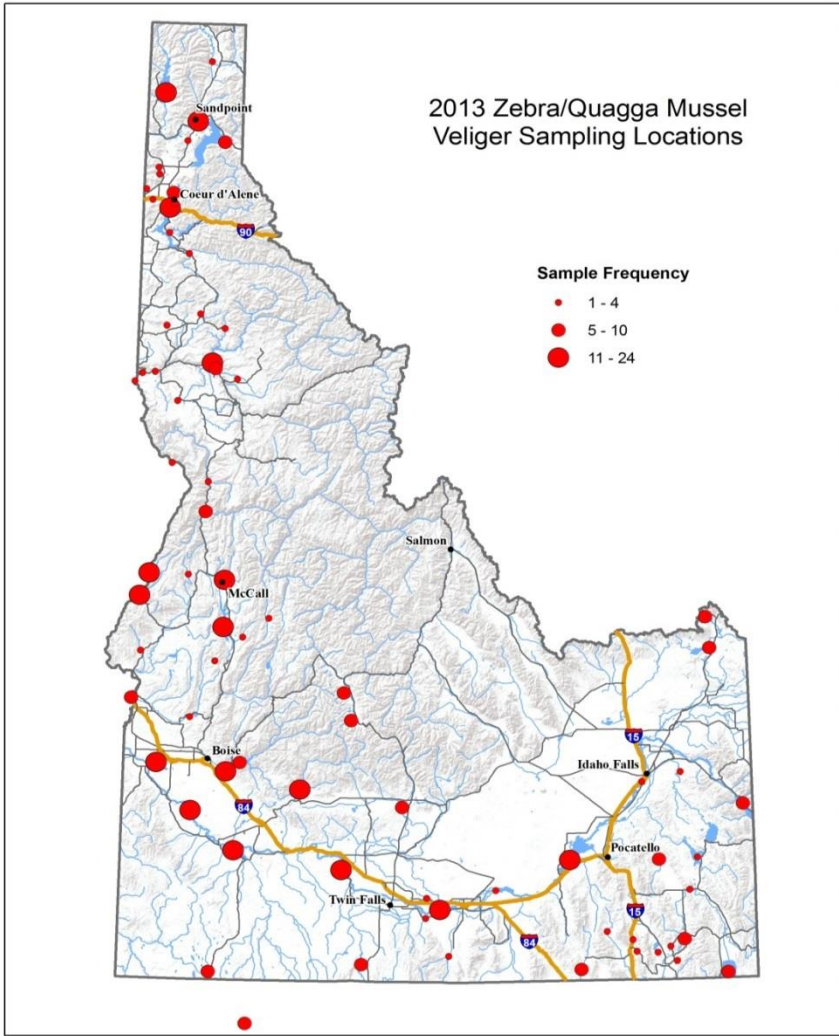 2013 Zebra/Quagga Mussel
Veliger Sampling Locations
Sandpoint
Coeur d'Alene
90
Sample Frequency
1 - 4
5 - 10
11 - 24
Salmon
McCall
15
Boise
Idaho Falls
84
Pocatello
Twin Falls
15
84